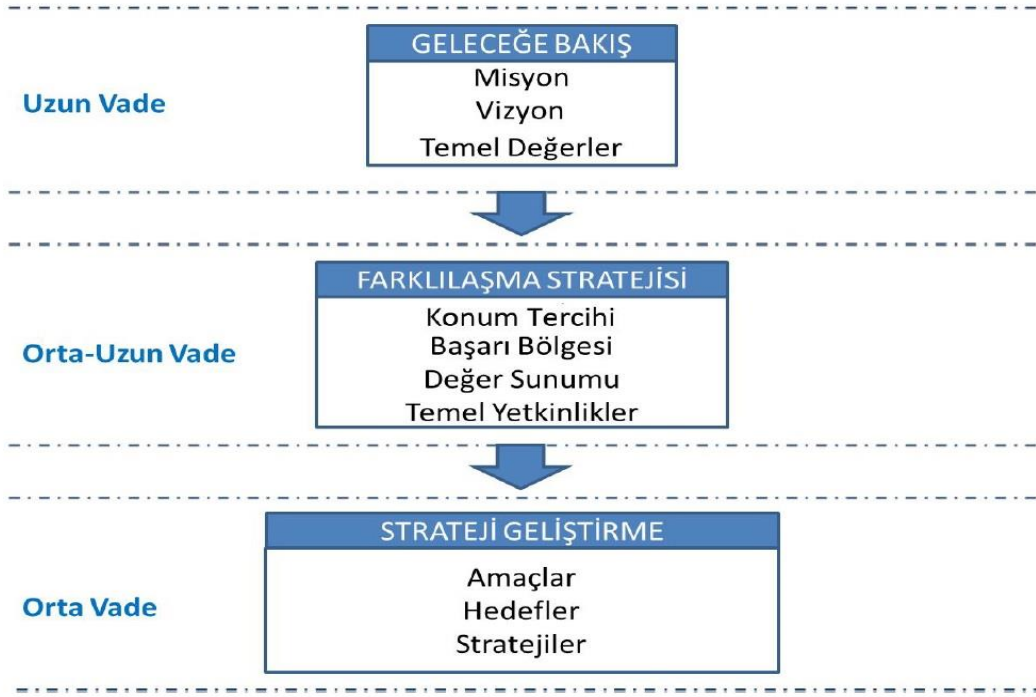 GELECEĞE BAKIŞ
Uzun Vade
Misyon
Vizyon
Temel Değerler
FARKLILAŞMA STRATEJİSİ
Orta-Uzun Vade
Konum Tercihi
Başarı Bölgesi
Değer Sunumu
Temel Yetkinlikler
STRATEJİ GELİŞTİRME
Orta Vade
Amaçlar
Hedefler
Stratejiler